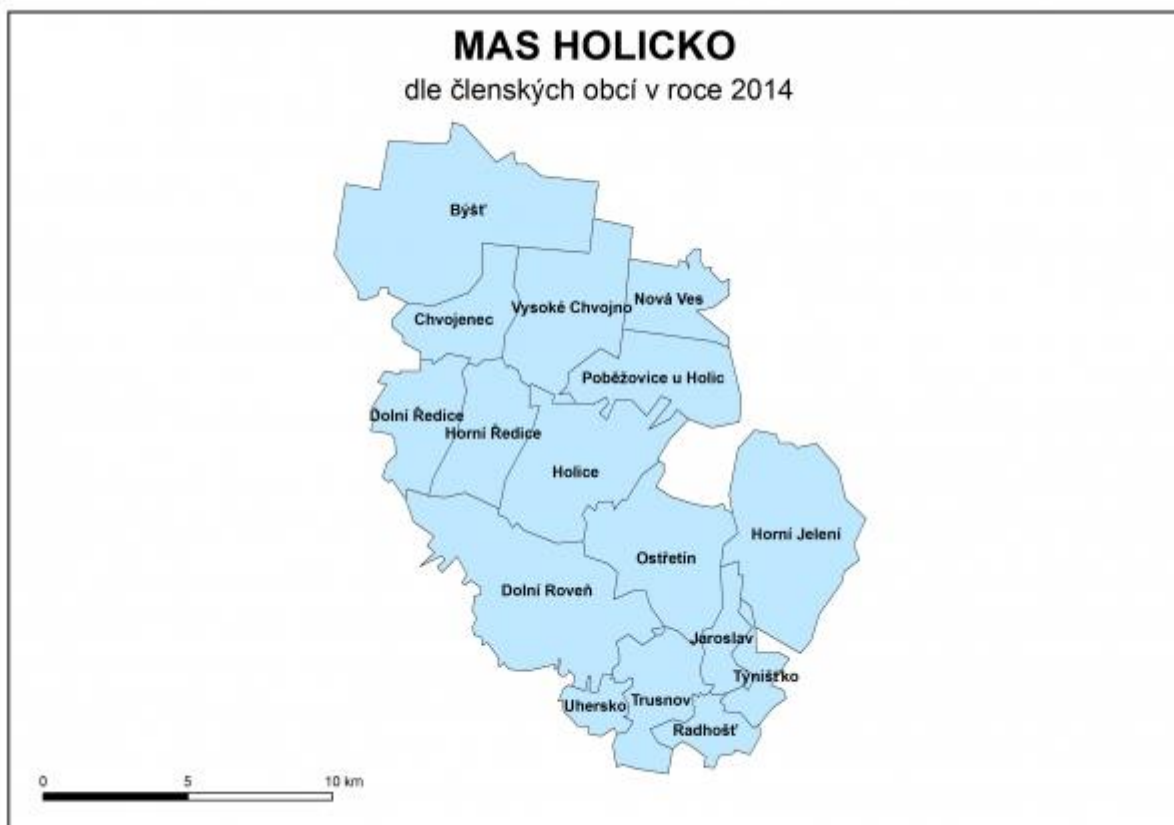 MAS HOLICKO
dle členských obcí v roce 2014
Býšť
Vysoké Chvojno
Nová Ves
Chvojenec
Poběžovice u Holic
Dolní Ředice
Horní Ředice
Holice
Horní Jelení
Ostřetín
Dolní Roveň
Jaroslav
Týnišťko
Uhersko
Trusnov
Radhošť
0 5 10 km